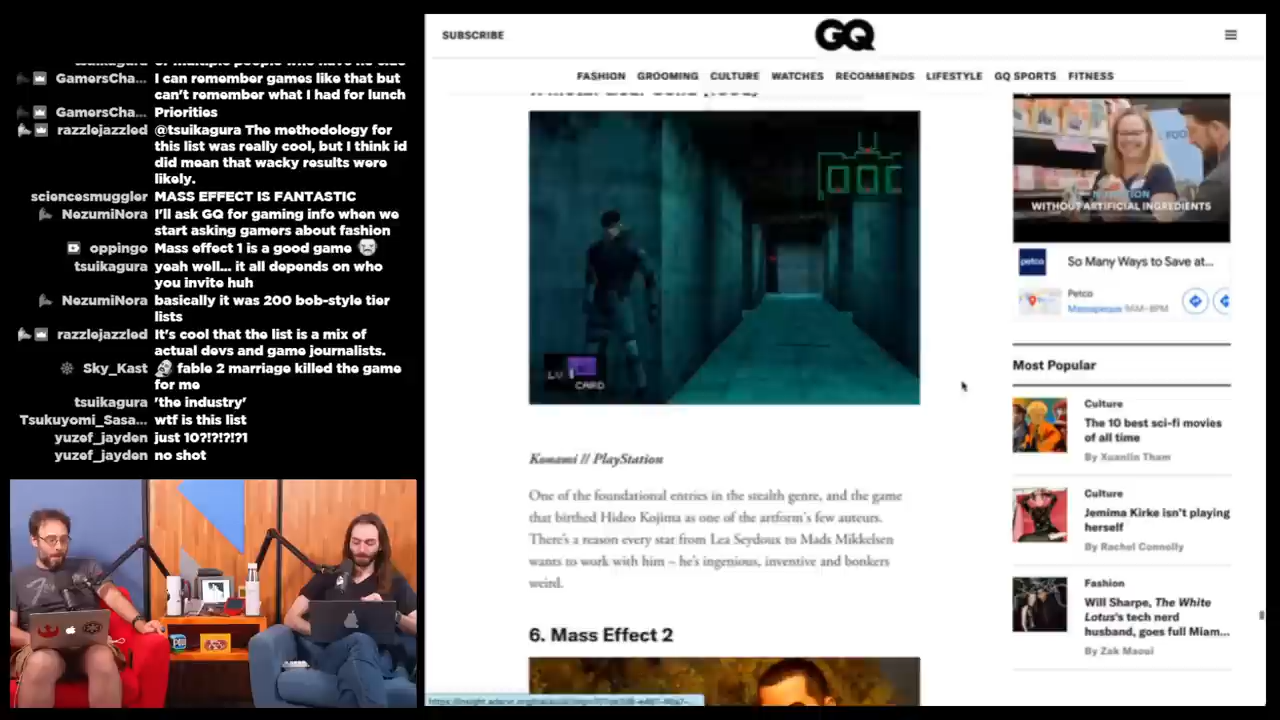 GamersCha... I can remember games like that but
can't remember what I had for lunch
GamersCha... Priorities
razzlejazzled @tsuikagura The methodology for
this list was really cool, but I think id
did mean that wacky results were
likely.
sciencesmuggler MASS EFFECT IS FANTASTIC
NezumiNora I'll ask GQ for gaming info when we
start asking gamers about fashion
oppingo Mass effect 1 is a good game
tsuikagura yeah well... it all depends on who
you invite huh
NezumiNora basically it was 200 bob-style tier
lists
razzlejazzled It's cool that the list is a mix of
actual devs and game journalists.
Sky_Kast fable 2 marriage killed the game
for me
tsuikagura 'the industry'
Tsukuyomi_Sasa... wtf is this list
yuzef_jayden just 10?!?!?!?1
yuzef_jayden no shot
SUBSCRIBE
GQ
FASHION GROOMING CULTURE WATCHES RECOMMENDS LIFESTYLE GQ SPORTS FITNESS
LV
CARD
Konami // PlayStation
One of the foundational entries in the stealth genre, and the game
that birthed Hideo Kojima as one of the artform's few auteurs.
There's a reason every star from Lea Seydoux to Mads Mikkelsen
wants to work with him – he's ingenious, inventive and bonkers
weird.
6. Mass Effect 2
NUTRITION
WITHOUT ARTIFICIAL INGREDIENTS
petco
So Many Ways to Save at...
Petco
Massapequa 9AM–8PM
Most Popular
Culture
The 10 best sci-fi movies
of all time
By Xuanlin Tham
Culture
Jemima Kirke isn't playing
herself
By Rachel Connolly
Fashion
Will Sharpe, The White
Lotus's tech nerd
husband, goes full Miam...
By Zak Maoui